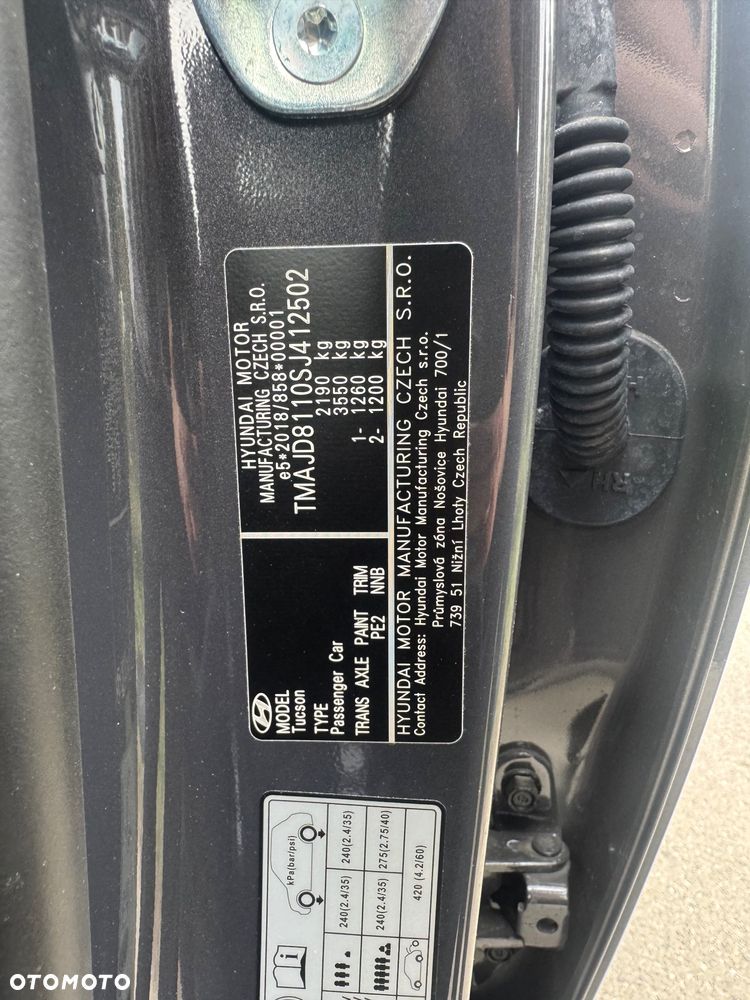 HYUNDAI MOTOR
MANUFACTURING CZECH S.R.O.
e5*2018/858*00001
TMAJD8110SJ412502
2190 kg
3550 kg
1- 1260 kg
2- 1200 kg
MODEL
Tucson
TYPE
Passenger Car
TRANS AXLE PAINT TRIM
PE2 NNB
HYUNDAI MOTOR MANUFACTURING CZECH S.R.O.
Contact Address: Hyundai Motor Manufacturing Czech s.r.o.
Průmyslová zóna Nošovice Hyundai 700/1
739 51 Nižní Lhoty Czech Republic
RH
kPa(bar/psi)
240(2.4/35) 240(2.4/35)
240(2.4/35) 275(2.75/40)
420 (4.2/60)
OTOMOTO